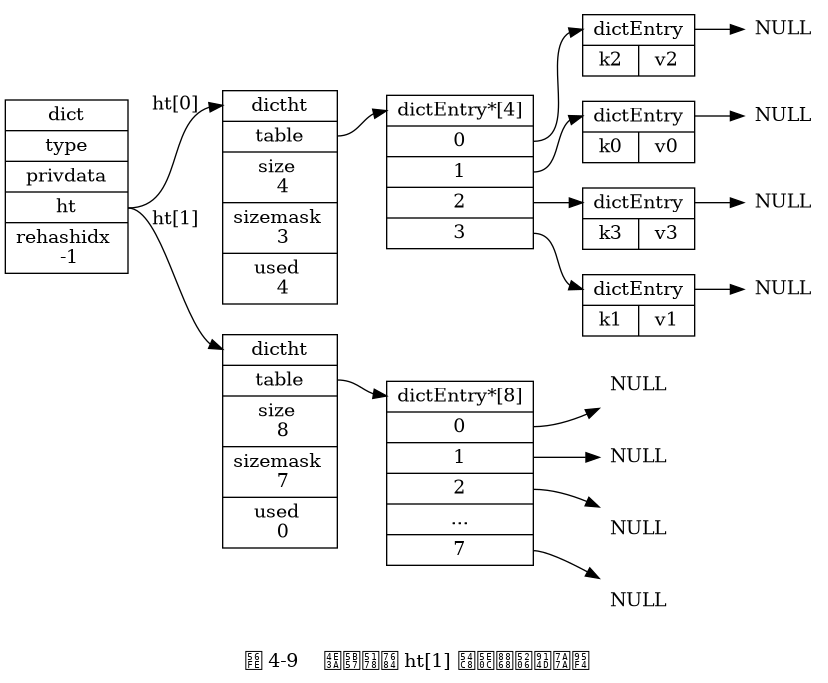 dict
type
privdata
ht
rehashidx
-1
ht[0]
ht[1]
dictht
table
size
4
sizemask
3
used
4
dictEntry*[4]
0
1
2
3
dictEntry
k2 v2
NULL
dictEntry
k0 v0
NULL
dictEntry
k3 v3
NULL
dictEntry
k1 v1
NULL
dictht
table
size
8
sizemask
7
used
0
dictEntry*[8]
0
1
2
...
7
NULL
NULL
NULL
NULL
4-9 ht[1]